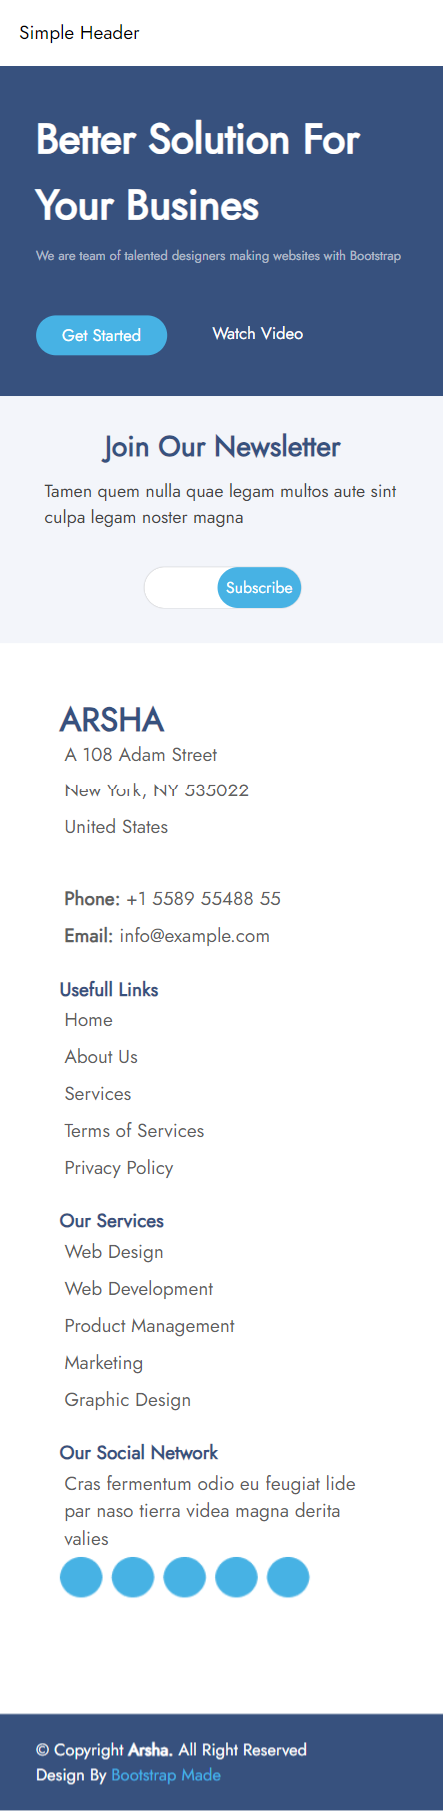 Simple Header
Better Solution For
Your Busines
We are team of talented designers making websites with Bootstrap
Get Started
Watch Video
Join Our Newsletter
Tamen quem nulla quae legam multos aute sint
culpa legam noster magna
Subscribe
ARSHA
A 108 Adam Street
New York, NY 535022
United States
Phone: +1 5589 55488 55
Email: info@example.com
Usefull Links
Home
About Us
Services
Terms of Services
Privacy Policy
Our Services
Web Design
Web Development
Product Management
Marketing
Graphic Design
Our Social Network
Cras fermentum odio eu feugiat lide
par naso tierra videa magna derita
valies
© Copyright Arsha. All Right Reserved
Design By Bootstrap Made